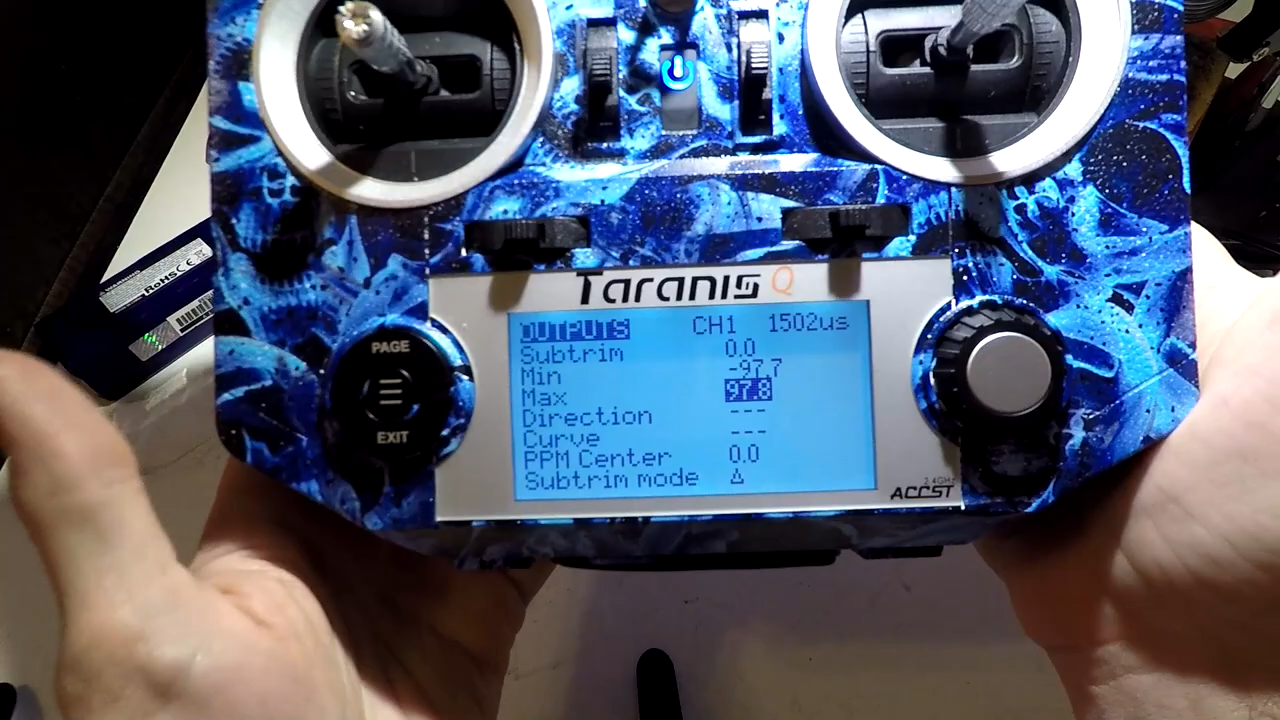 Taranis Q
OUTPUTS CH1 1502us
Subtrim 0.0
Min -97.7
Max 97.8
Direction ---
Curve ---
PPM Center 0.0
Subtrim mode Δ
PAGE
EXIT
2.4GHz
ACCST
WARNING
RoHS CE